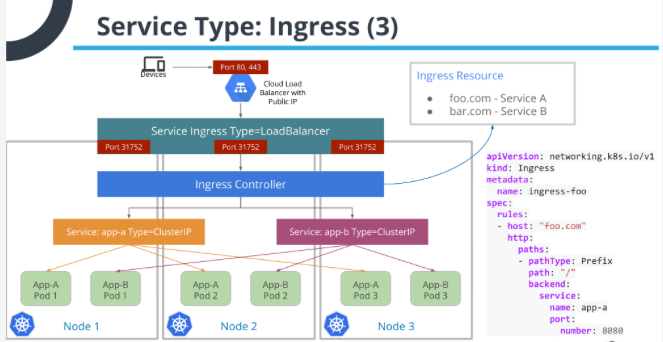 Service Type: Ingress (3)
Devices
Port 80, 443
Cloud Load
Balancer with
Public IP
Ingress Resource
● foo.com - Service A
● bar.com - Service B
Service Ingress Type=LoadBalancer
Port 31752
Port 31752
Port 31752
Ingress Controller
Service: app-a Type=ClusterIP
Service: app-b Type=ClusterIP
App-A
Pod 1
App-B
Pod 1
App-A
Pod 2
App-B
Pod 2
App-A
Pod 3
App-B
Pod 3
Node 1
Node 2
Node 3
apiVersion: networking.k8s.io/v1
kind: Ingress
metadata:
  name: ingress-foo
spec:
  rules:
  - host: "foo.com"
    http:
      paths:
      - pathType: Prefix
        path: "/"
        backend:
          service:
            name: app-a
            port:
              number: 8080